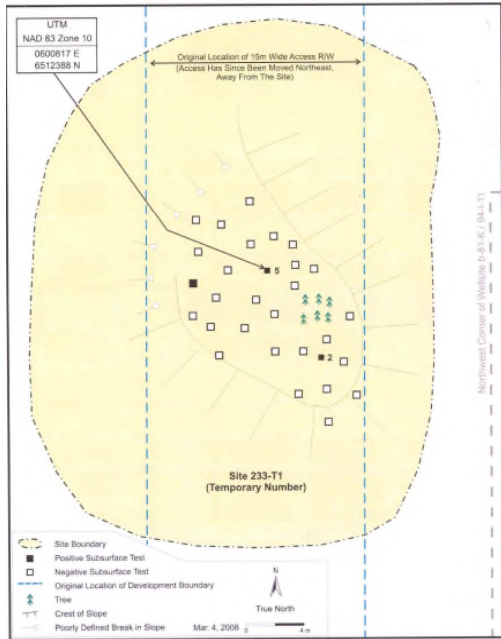 UTM
NAD 83 Zone 10
0600817 E
6512388 N
Original Location of 15m Wide Access R/W
(Access Has Since Been Moved Northeast,
Away From The Site)
Northwest Corner of Wellsite b-81-K / 94-I-11
5
2
Site 233-T1
(Temporary Number)
Site Boundary
Positive Subsurface Test
Negative Subsurface Test
Original Location of Development Boundary
Tree
Crest of Slope
Poorly Defined Break in Slope
Mar. 4, 2008
N
True North
0
4 m